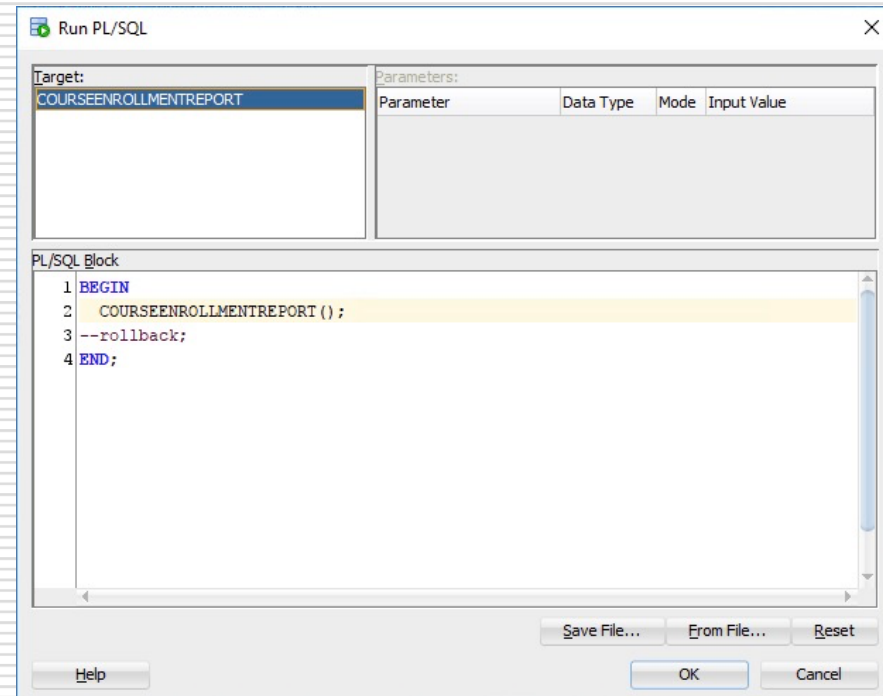 Run PL/SQL
Target:
COURSEENROLLMENTREPORT
Parameters:
Parameter Data Type Mode Input Value
PL/SQL Block
1 BEGIN
2 COURSEENROLLMENTREPORT();
3 --rollback;
4 END;
Save File... From File... Reset
Help OK Cancel